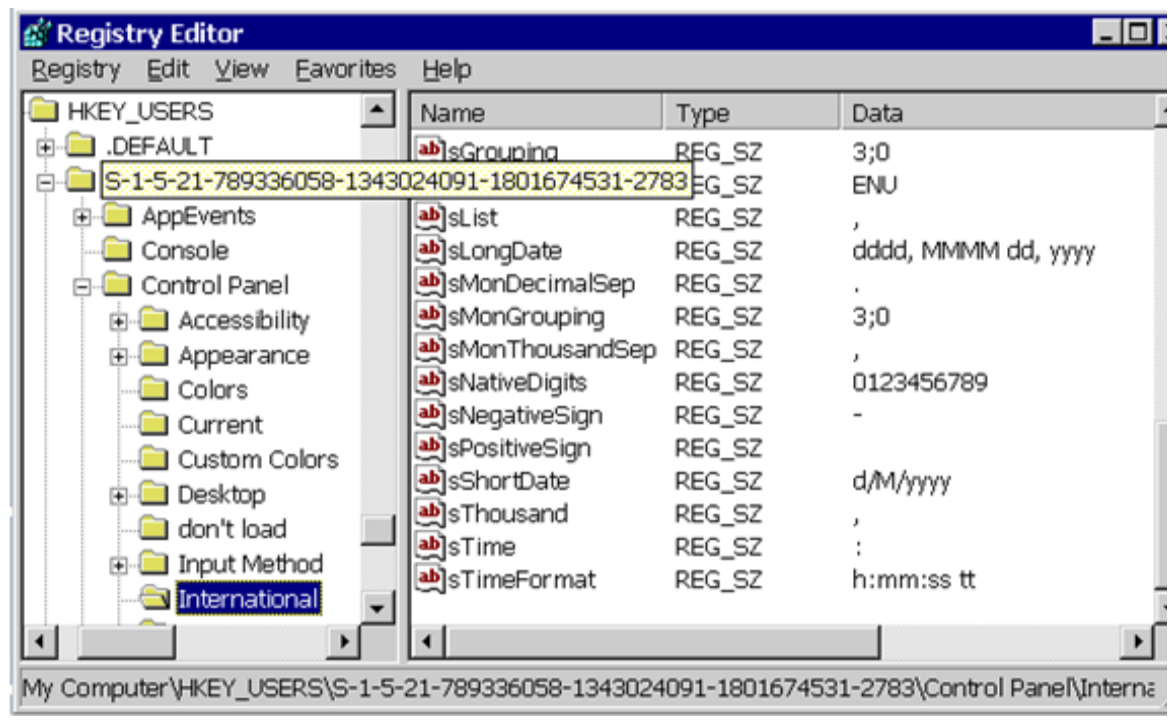 Registry Editor
Registry Edit View Favorites Help
HKEY_USERS
.DEFAULT
S-1-5-21-789336058-1343024091-1801674531-2783
AppEvents
Console
Control Panel
Accessibility
Appearance
Colors
Current
Custom Colors
Desktop
don't load
Input Method
International
Name Type Data
sGrouping REG_SZ 3;0
EG_SZ ENU
sList REG_SZ ,
sLongDate REG_SZ dddd, MMMM dd, yyyy
sMonDecimalSep REG_SZ .
sMonGrouping REG_SZ 3;0
sMonThousandSep REG_SZ ,
sNativeDigits REG_SZ 0123456789
sNegativeSign REG_SZ -
sPositiveSign REG_SZ
sShortDate REG_SZ d/M/yyyy
sThousand REG_SZ ,
sTime REG_SZ :
sTimeFormat REG_SZ h:mm:ss tt
My Computer\HKEY_USERS\S-1-5-21-789336058-1343024091-1801674531-2783\Control Panel\Interna